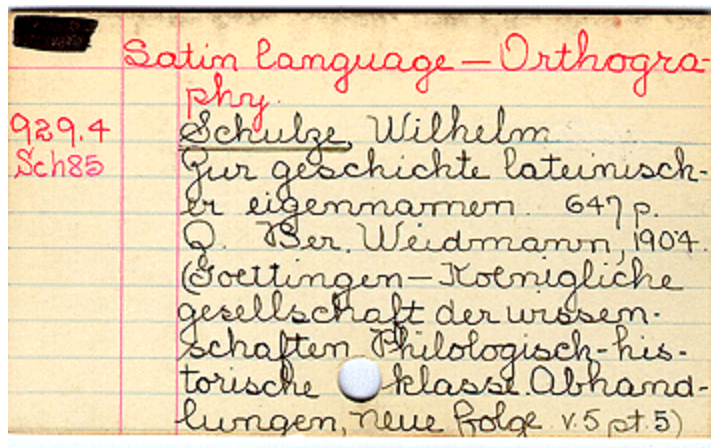 Latin language — Orthogra-
phy.
929.4
Sch85
Schulze, Wilhelm
Zur geschichte lateinisch-
er eigennamen. 647 p.
Q. Ber. Weidmann, 1904.
(Goettingen — Koenigliche
gesellschaft der wissen-
schaften Philologisch-his-
torische klasse. Abhand-
lungen, neue folge v.5 pt.5)